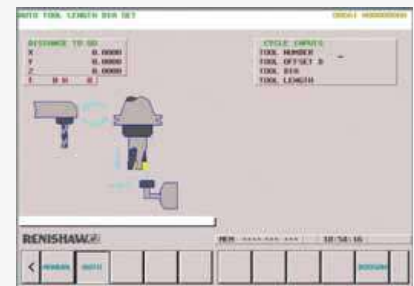 AUTO TOOL LENGTH DIA SET
DISTANCE TO GO
X 0.0000
Y 0.0000
Z 0.0000
CYCLE INPUTS
TOOL NUMBER
TOOL OFFSET D
TOOL DIA
TOOL LENGTH
RENISHAW
MEM **** *** ***
10:50:16
<
MANUAL
AUTO